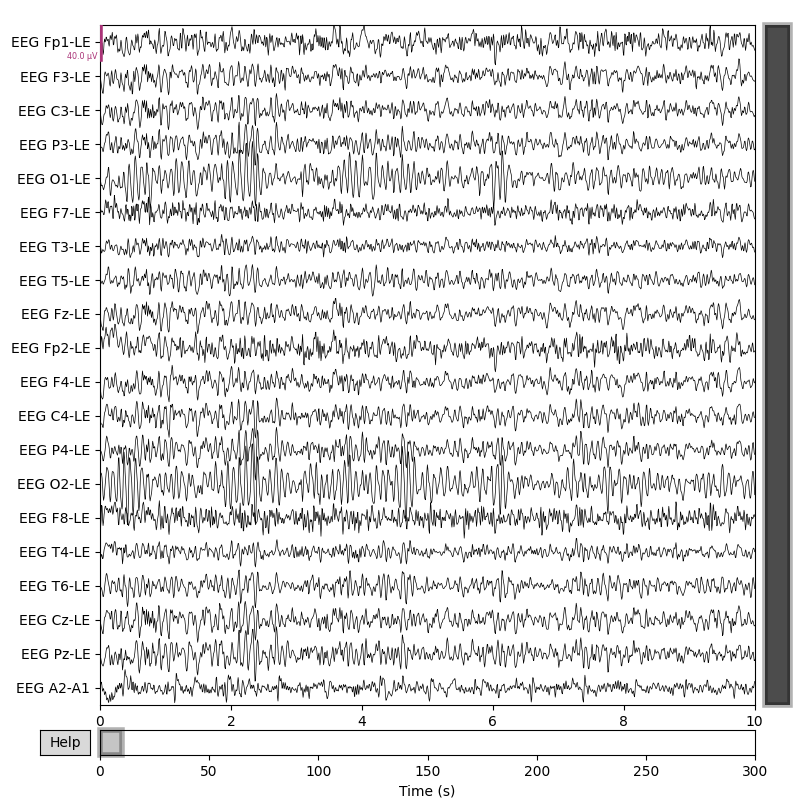 EEG Fp1-LE
40.0 µV
EEG F3-LE
EEG C3-LE
EEG P3-LE
EEG O1-LE
EEG F7-LE
EEG T3-LE
EEG T5-LE
EEG Fz-LE
EEG Fp2-LE
EEG F4-LE
EEG C4-LE
EEG P4-LE
EEG O2-LE
EEG F8-LE
EEG T4-LE
EEG T6-LE
EEG Cz-LE
EEG Pz-LE
EEG A2-A1
0 2 4 6 8 10
Help
0 50 100 150 200 250 300
Time (s)